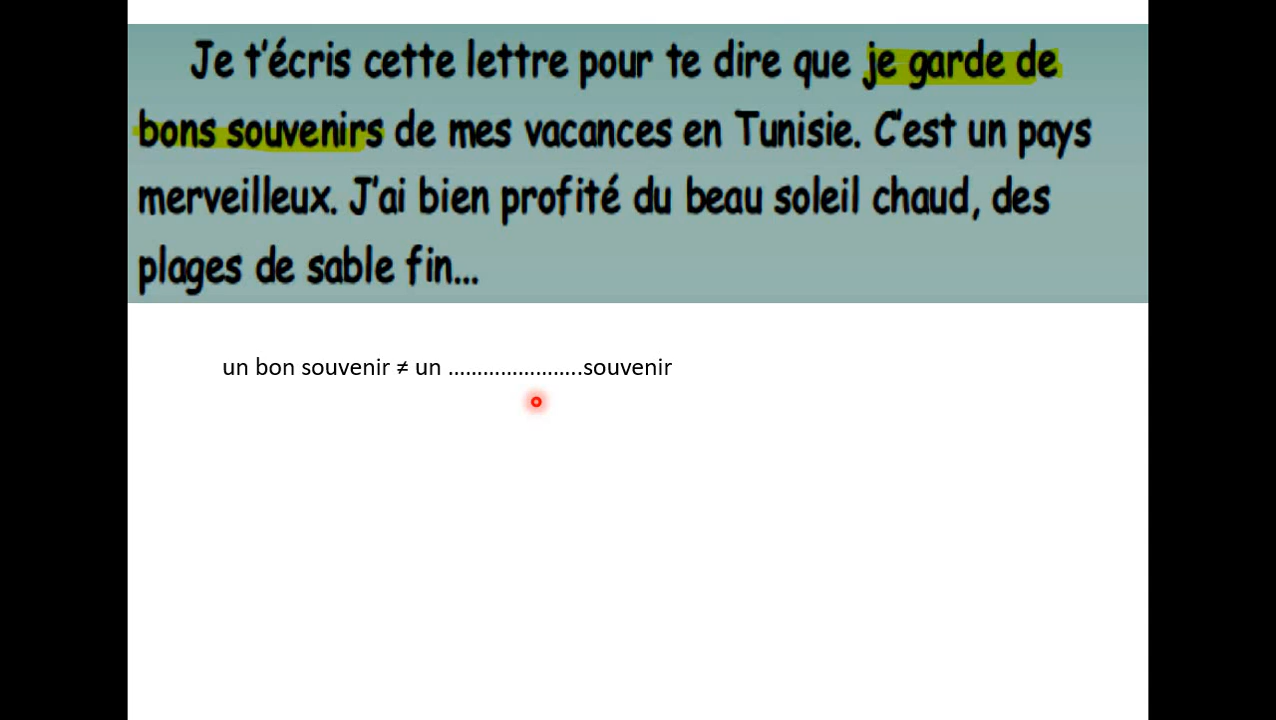 Je t'écris cette lettre pour te dire que je garde de
bons souvenirs de mes vacances en Tunisie. C'est un pays
merveilleux. J'ai bien profité du beau soleil chaud, des
plages de sable fin...
un bon souvenir ≠ un .......................souvenir